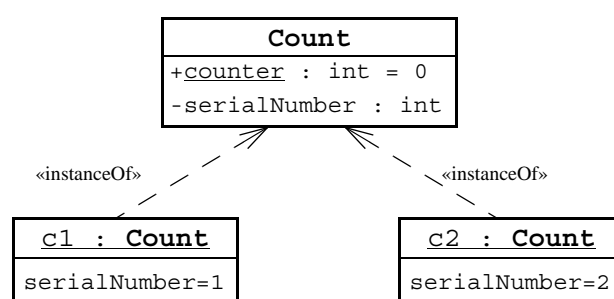 Count
+counter : int = 0
-serialNumber : int
«instanceOf»
«instanceOf»
c1 : Count
c2 : Count
serialNumber=1
serialNumber=2